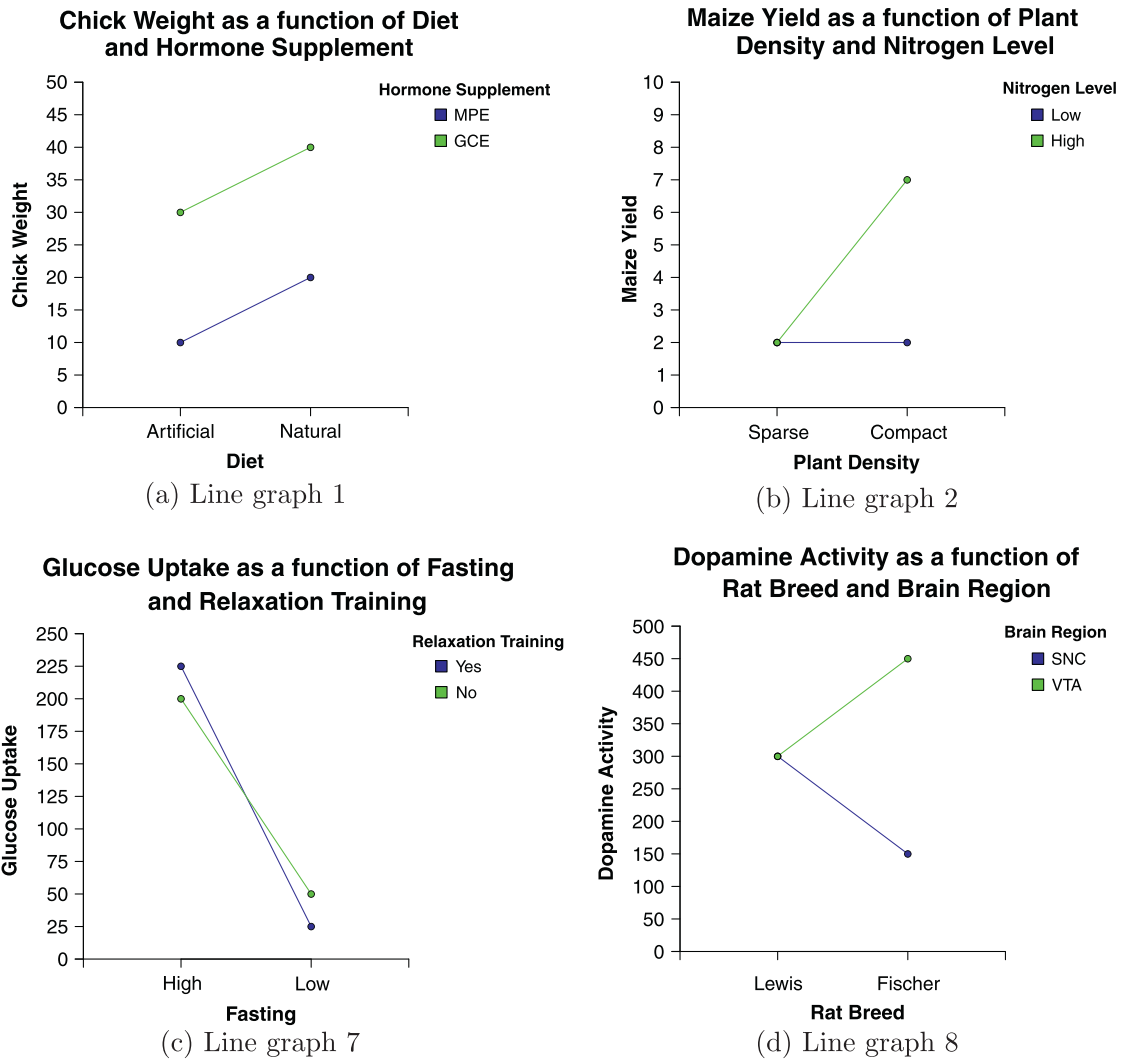 Chick Weight as a function of Diet
and Hormone Supplement
50
45
40
35
30
25
20
15
10
5
0
Chick Weight
Hormone Supplement
MPE
GCE
Artificial Natural
Diet
(a) Line graph 1
Maize Yield as a function of Plant
Density and Nitrogen Level
10
9
8
7
6
5
4
3
2
1
0
Maize Yield
Nitrogen Level
Low
High
Sparse Compact
Plant Density
(b) Line graph 2
Glucose Uptake as a function of Fasting
and Relaxation Training
250
225
200
175
150
125
100
75
50
25
0
Glucose Uptake
Relaxation Training
Yes
No
High Low
Fasting
(c) Line graph 7
Dopamine Activity as a function of
Rat Breed and Brain Region
500
450
400
350
300
250
200
150
100
50
0
Dopamine Activity
Brain Region
SNC
VTA
Lewis Fischer
Rat Breed
(d) Line graph 8